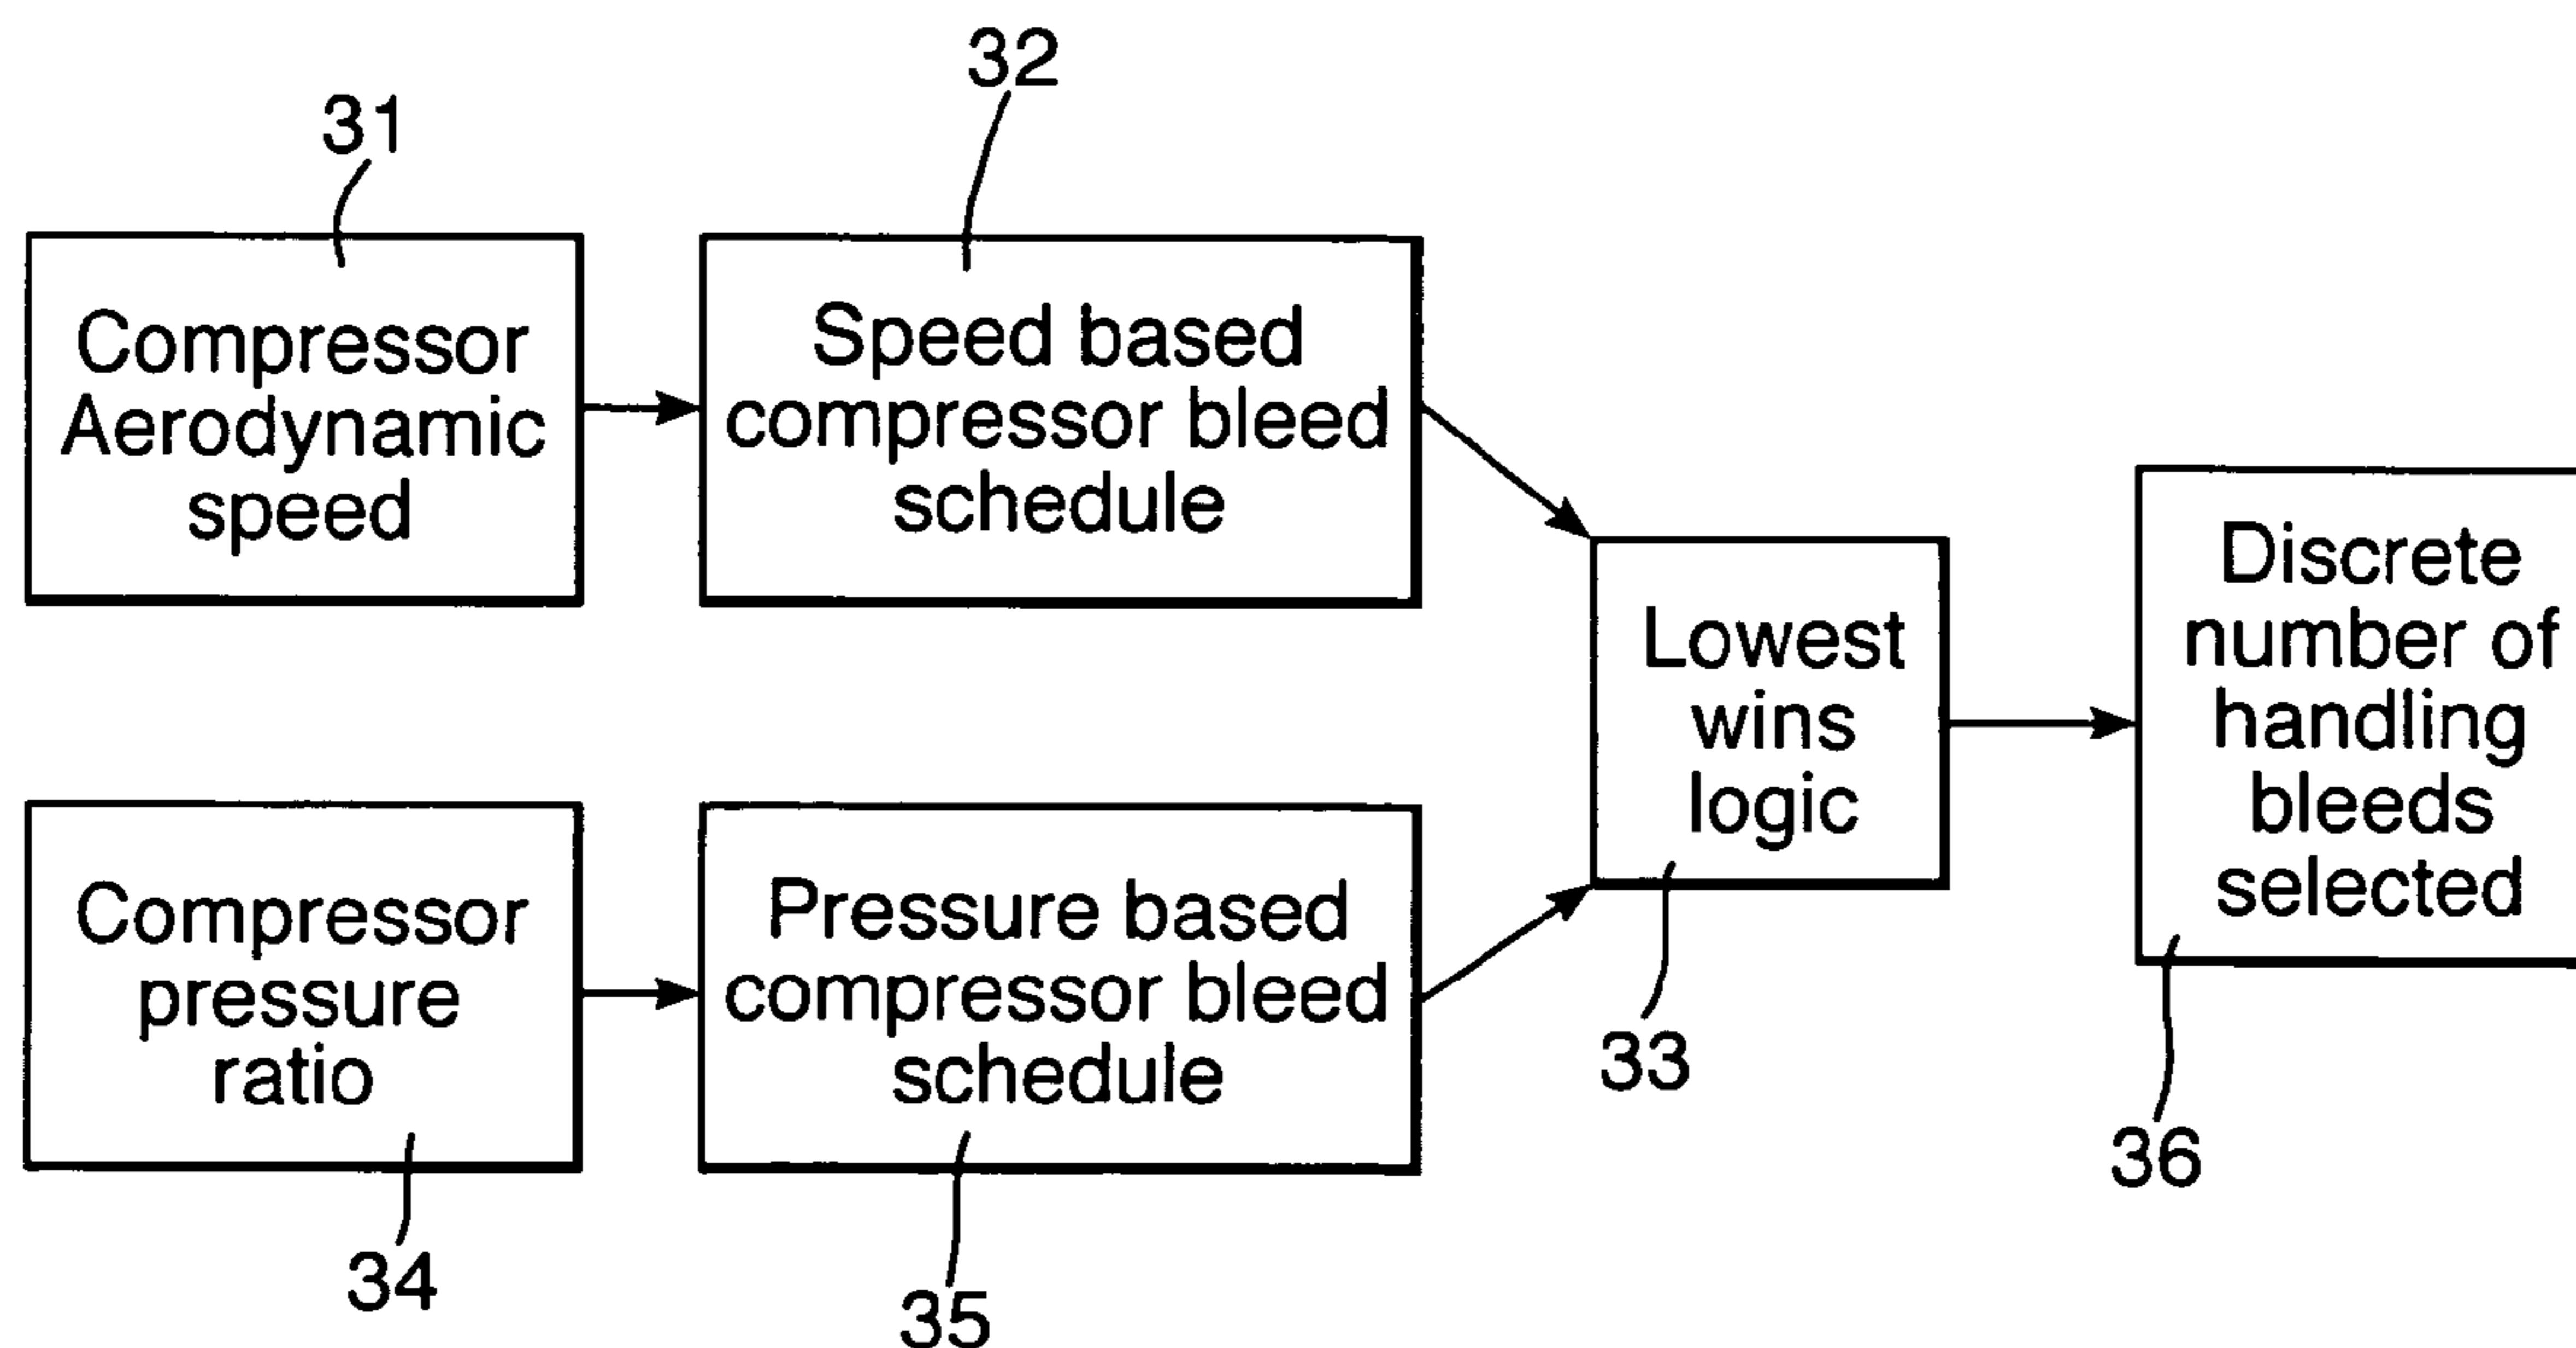 31
32
Compressor
Aerodynamic
speed
Speed based
compressor bleed
schedule
Lowest
wins
logic
33
Discrete
number of
handling
bleeds
selected
36
Compressor
pressure
ratio
34
Pressure based
compressor bleed
schedule
35